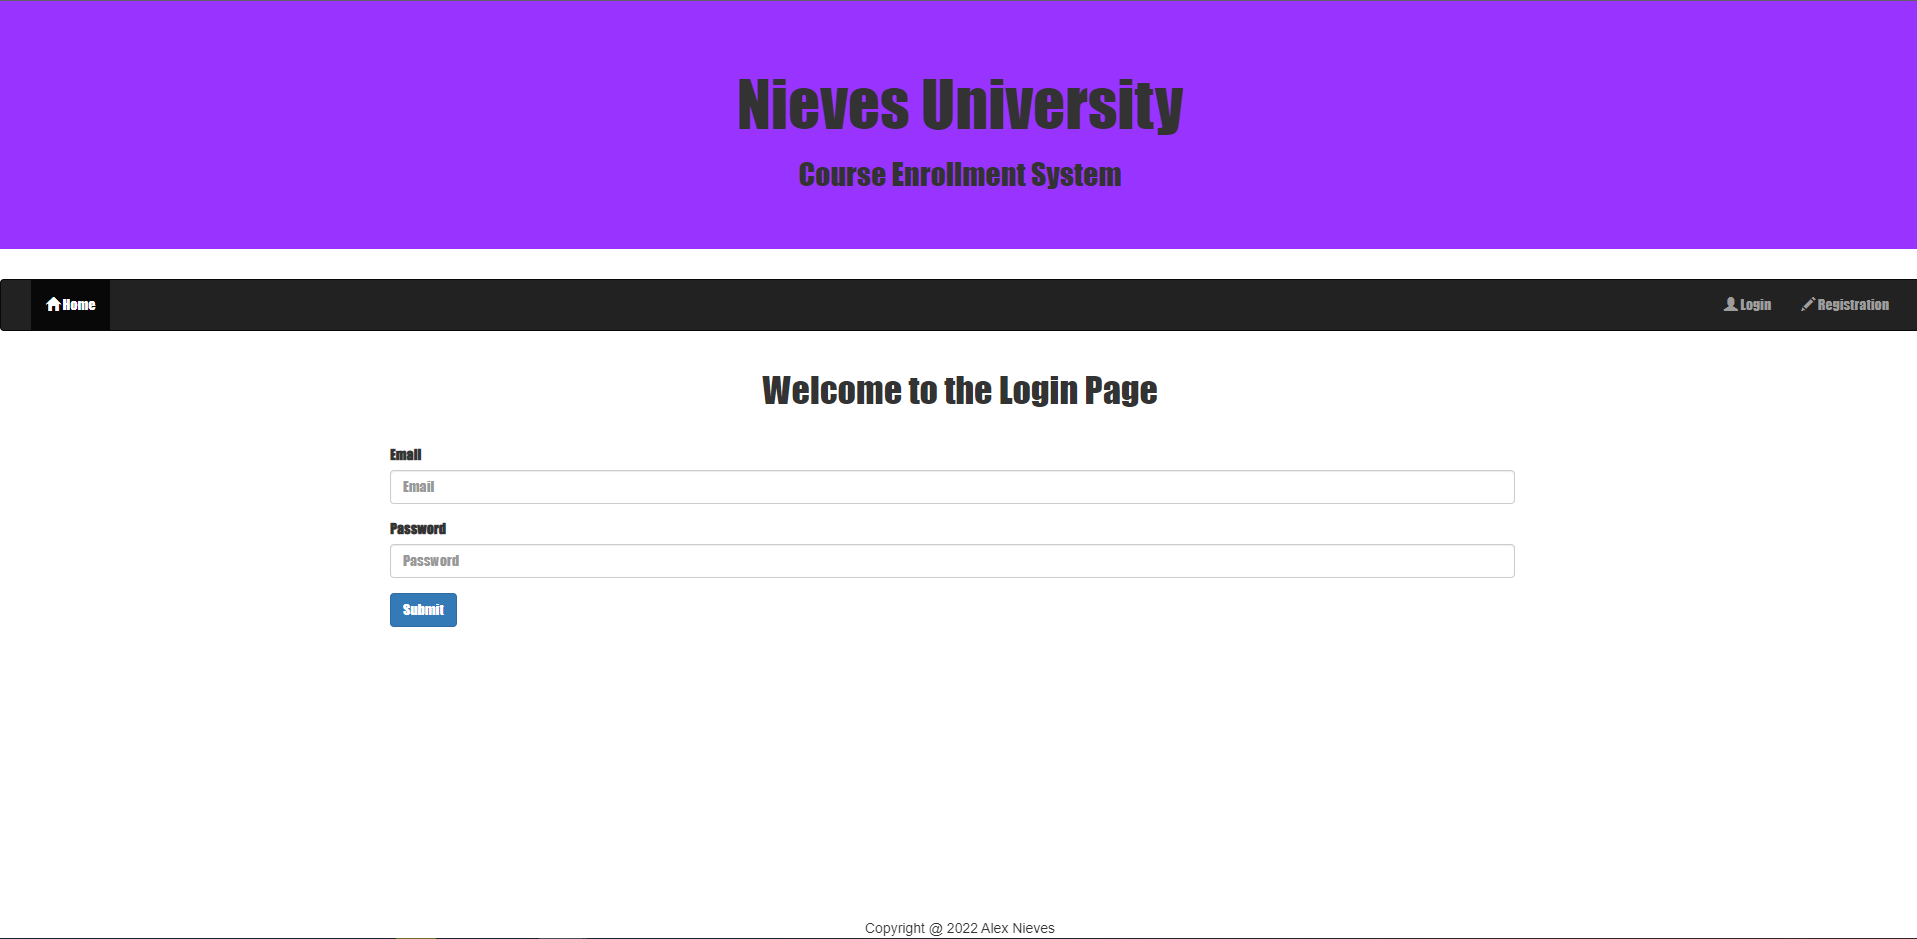 Nieves University
Course Enrollment System
Home
Login
Registration
Welcome to the Login Page
Email
Email
Password
Password
Submit
Copyright @ 2022 Alex Nieves